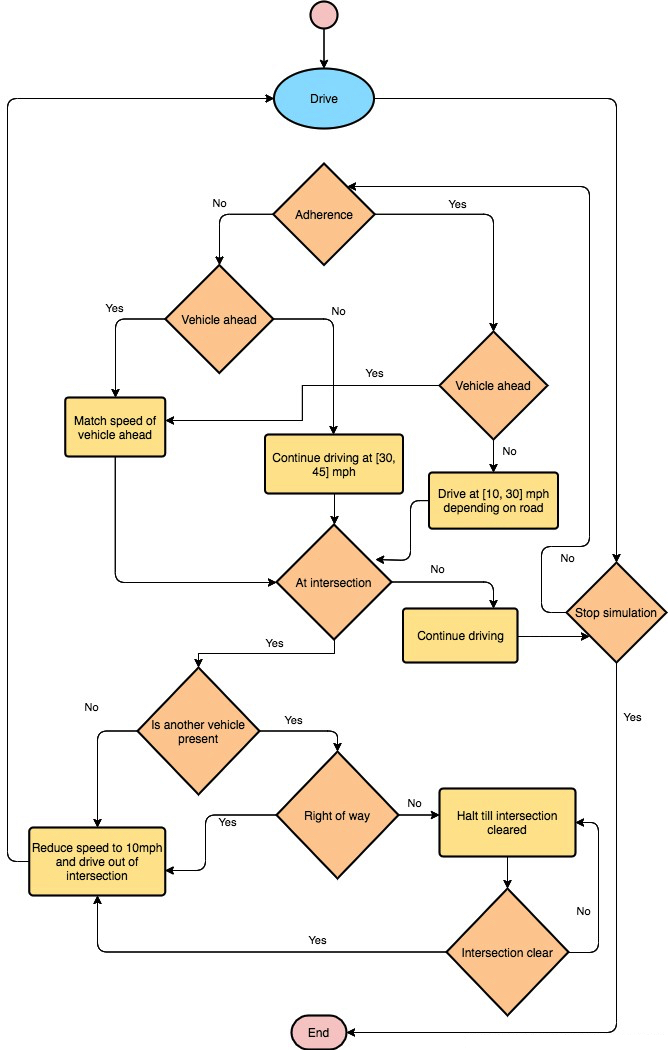 Drive
Adherence
No
Yes
Vehicle ahead
Yes
No
Vehicle ahead
Yes
No
Match speed of
vehicle ahead
Continue driving at [30,
45] mph
Drive at [10, 30] mph
depending on road
At intersection
No
Continue driving
No
Stop simulation
Yes
Yes
Is another vehicle
present
No
Yes
Right of way
Yes
No
Halt till intersection
cleared
Reduce speed to 10mph
and drive out of
intersection
Intersection clear
No
Yes
End